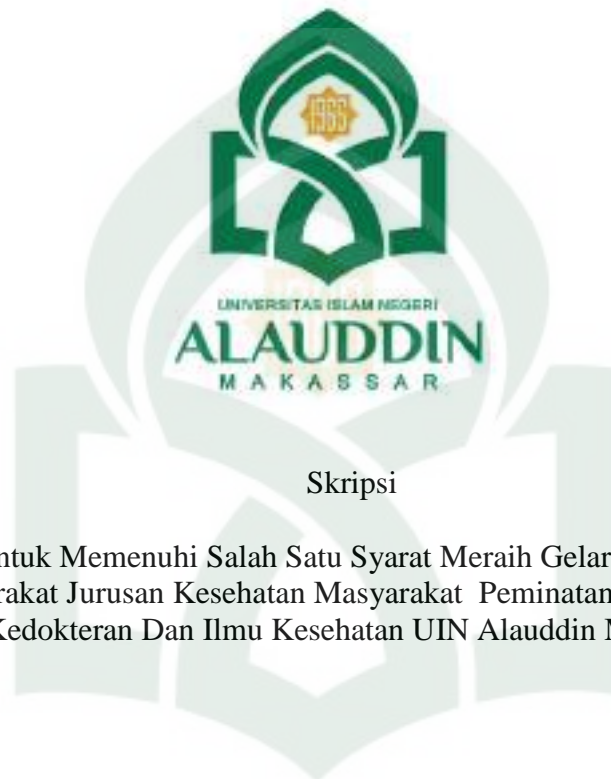 1965
UNIVERSITAS ISLAM NEGERI
ALAUDDIN
MAKASSAR
Skripsi
ntuk Memenuhi Salah Satu Syarat Meraih Gelar
rakat Jurusan Kesehatan Masyarakat Peminatan
Kedokteran Dan Ilmu Kesehatan UIN Alauddin M